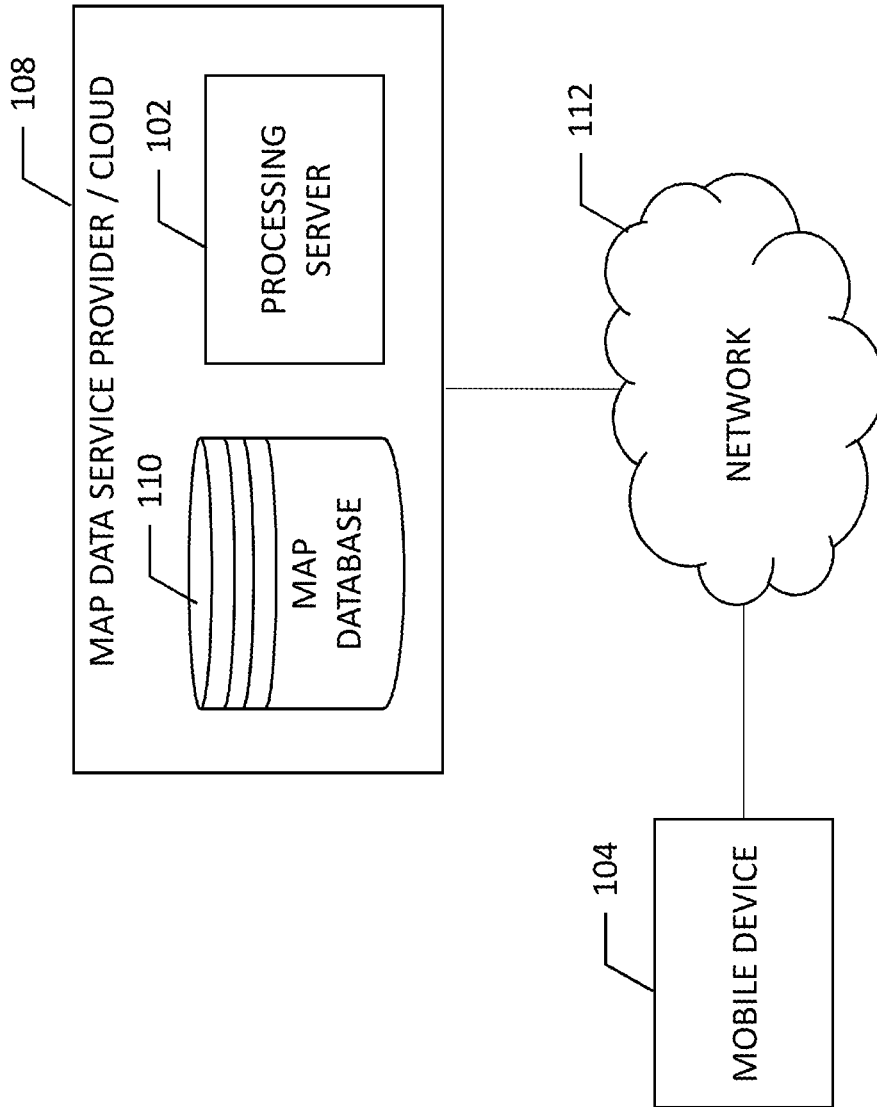 108
MAP DATA SERVICE PROVIDER / CLOUD
110
102
MAP
DATABASE
PROCESSING
SERVER
104
112
MOBILE DEVICE
NETWORK